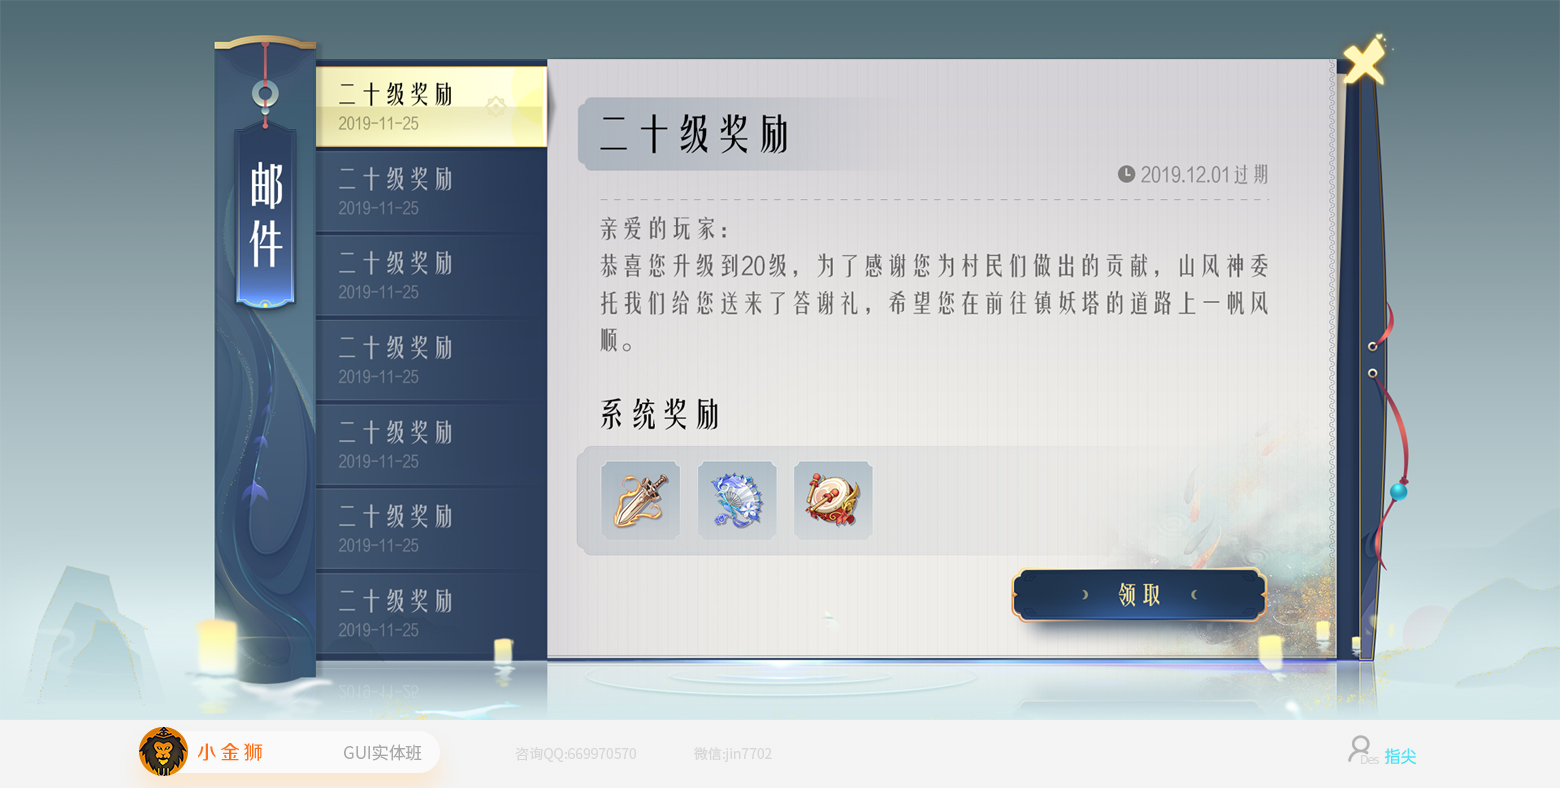 邮件
二十级奖励
2019-11-25
二十级奖励
2019-11-25
二十级奖励
2019-11-25
二十级奖励
2019-11-25
二十级奖励
2019-11-25
二十级奖励
2019-11-25
二十级奖励
2019-11-25
二十级奖励
2019.12.01过期
亲爱的玩家：
恭喜您升级到20级，为了感谢您为村民们做出的贡献，山风神委
托我们给您送来了答谢礼，希望您在前往镇妖塔的道路上一帆风
顺。
系统奖励
领取
小金狮
GUI实体班
咨询QQ:669970570
微信:jin7702
Des 指尖